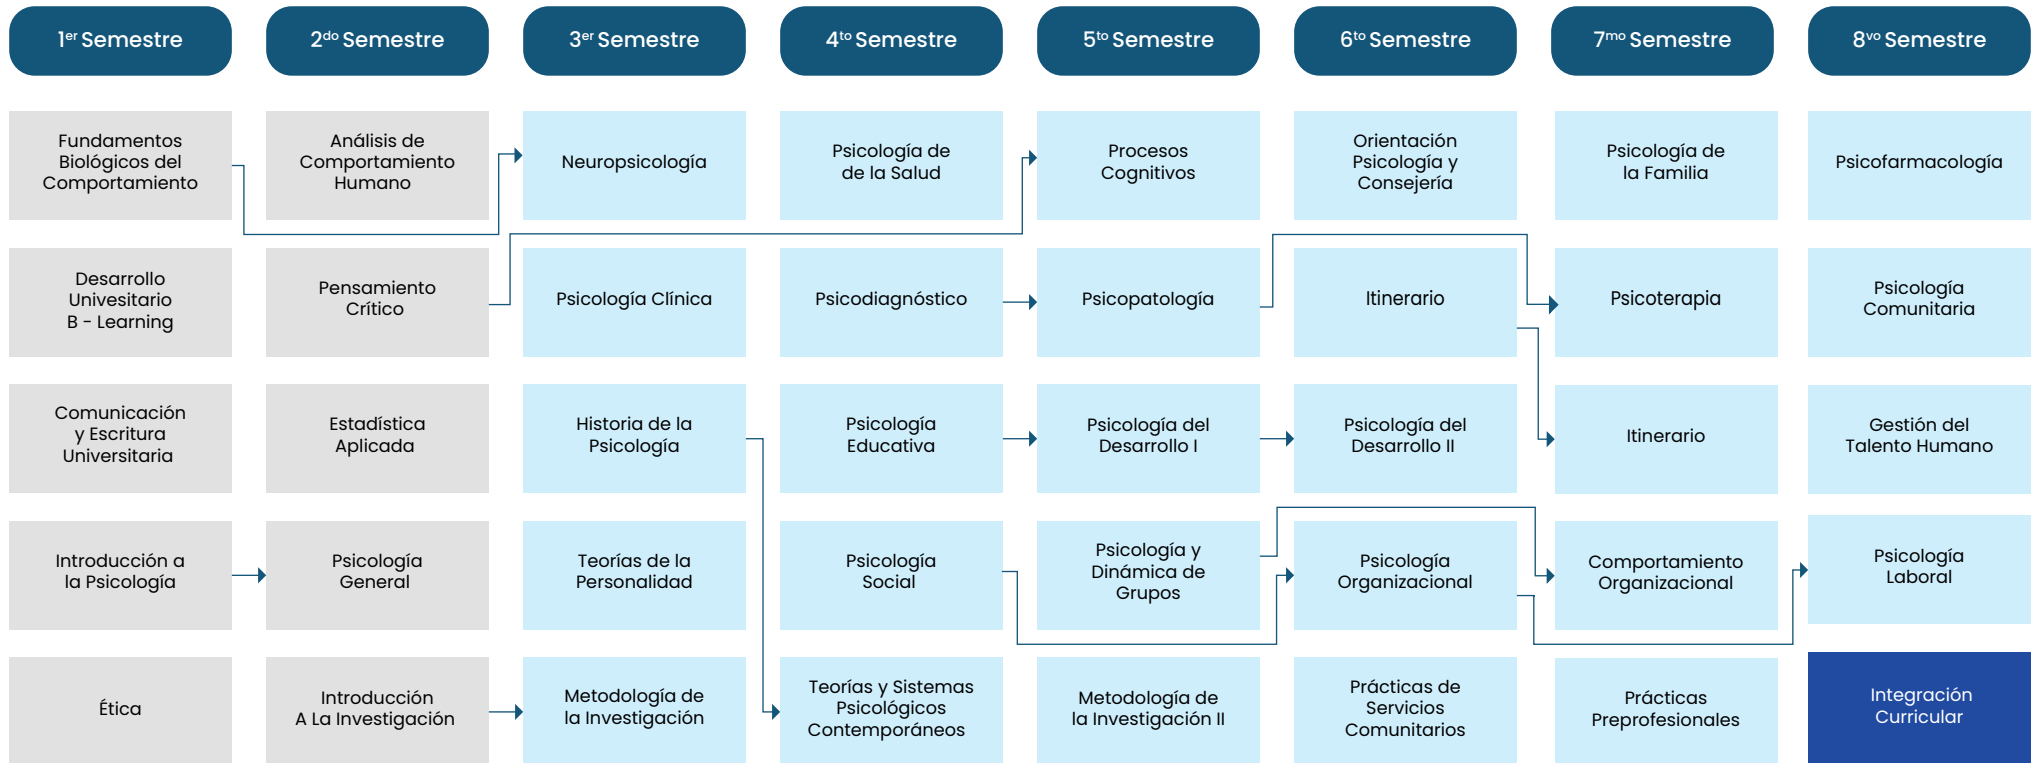 1er Semestre
2do Semestre
3er Semestre
4to Semestre
5to Semestre
6to Semestre
7mo Semestre
8vo Semestre
Fundamentos
Biológicos del
Comportamiento
Análisis de
Comportamiento
Humano
Neuropsicología
Psicología de
de la Salud
Procesos
Cognitivos
Orientación
Psicología y
Consejería
Psicología de
la Familia
Psicofarmacología
Desarrollo
Univesitario
B - Learning
Pensamiento
Crítico
Psicología Clínica
Psicodiagnóstico
Psicopatología
Itinerario
Psicoterapia
Psicología
Comunitaria
Comunicación
y Escritura
Universitaria
Estadística
Aplicada
Historia de la
Psicología
Psicología
Educativa
Psicología del
Desarrollo I
Psicología del
Desarrollo II
Itinerario
Gestión del
Talento Humano
Introducción a
la Psicología
Psicología
General
Teorías de la
Personalidad
Psicología
Social
Psicología y
Dinámica de
Grupos
Psicología
Organizacional
Comportamiento
Organizacional
Psicología
Laboral
Ética
Introducción
A La Investigación
Metodología de
la Investigación
Teorías y Sistemas
Psicológicos
Contemporáneos
Metodología de
la Investigación II
Prácticas de
Servicios
Comunitarios
Prácticas
Preprofesionales
Integración
Curricular